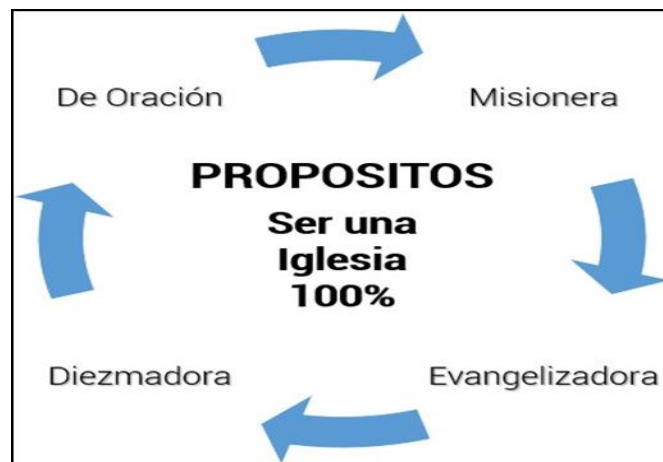 De Oración
Misionera
PROPOSITOS
Ser una
Iglesia
100%
Diezmadora
Evangelizadora